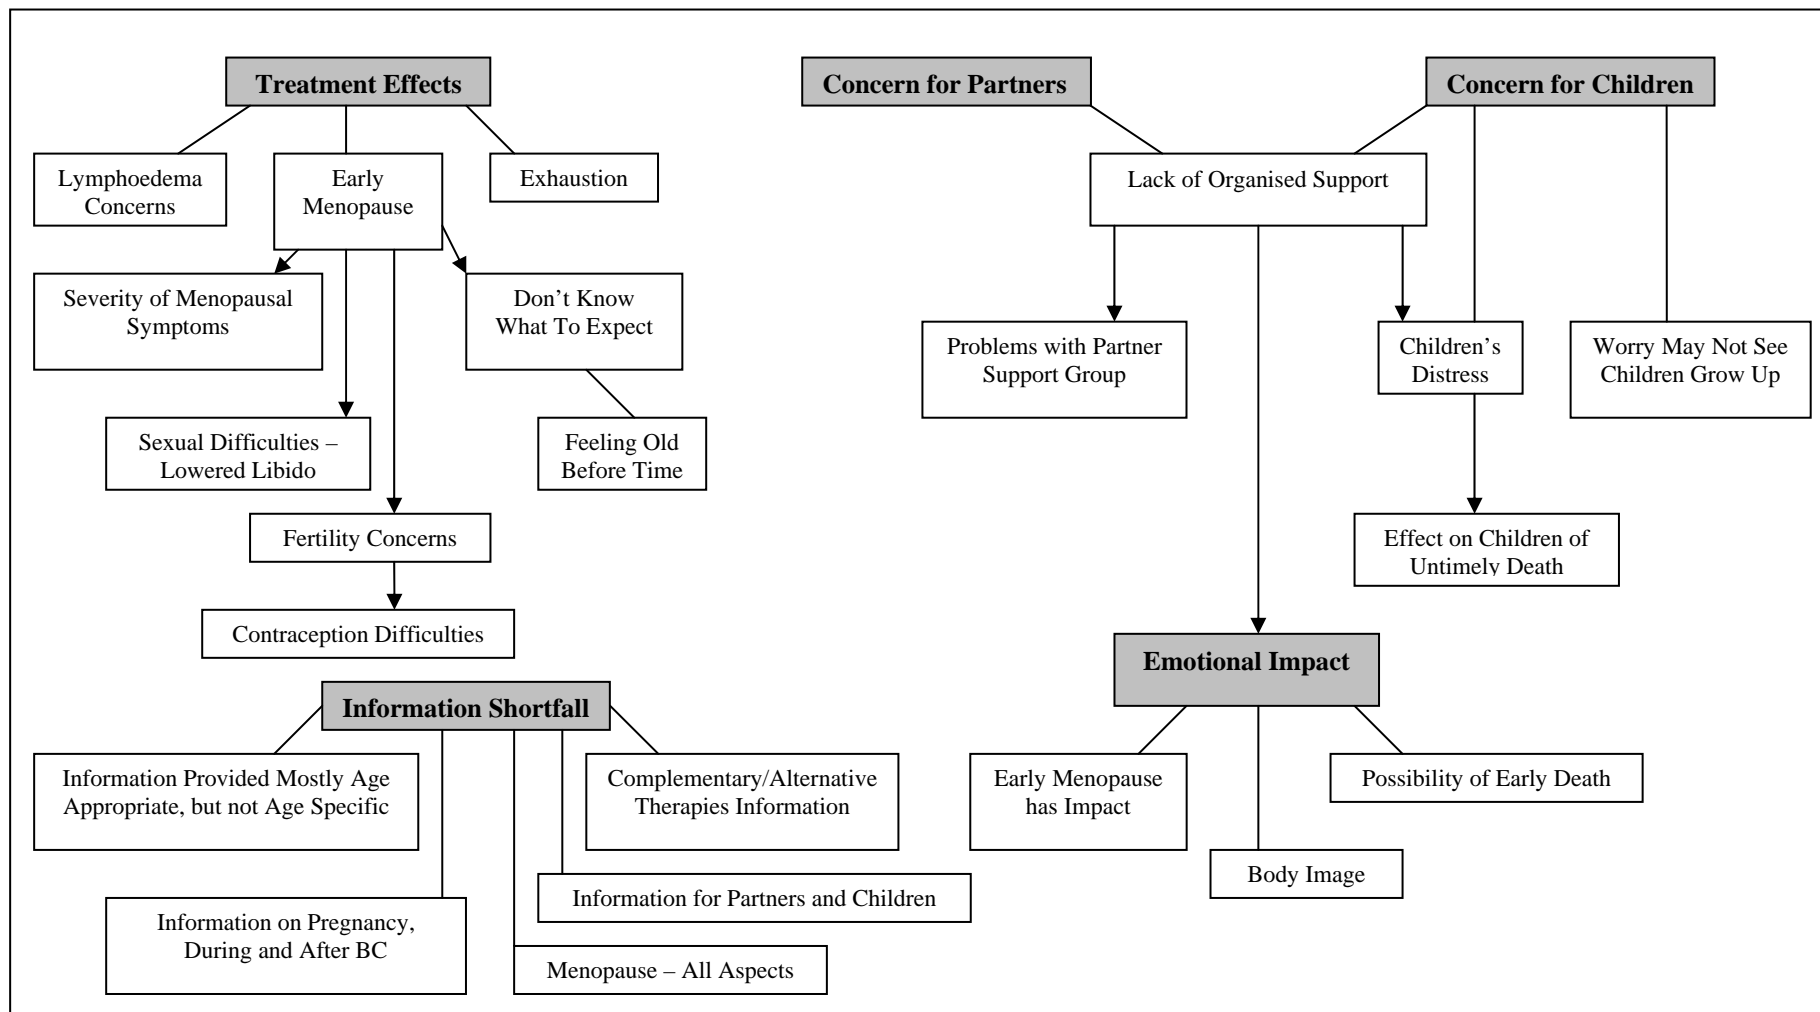 Treatment Effects
Concern for Partners
Concern for Children
Lymphoedema
Concerns
Early
Menopause
Exhaustion
Lack of Organised Support
Severity of Menopausal
Symptoms
Don’t Know
What To Expect
Problems with Partner
Support Group
Children’s
Distress
Worry May Not See
Children Grow Up
Sexual Difficulties –
Lowered Libido
Feeling Old
Before Time
Fertility Concerns
Effect on Children of
Untimely Death
Contraception Difficulties
Emotional Impact
Information Shortfall
Information Provided Mostly Age
Appropriate, but not Age Specific
Complementary/Alternative
Therapies Information
Early Menopause
has Impact
Possibility of Early Death
Body Image
Information for Partners and Children
Information on Pregnancy,
During and After BC
Menopause – All Aspects